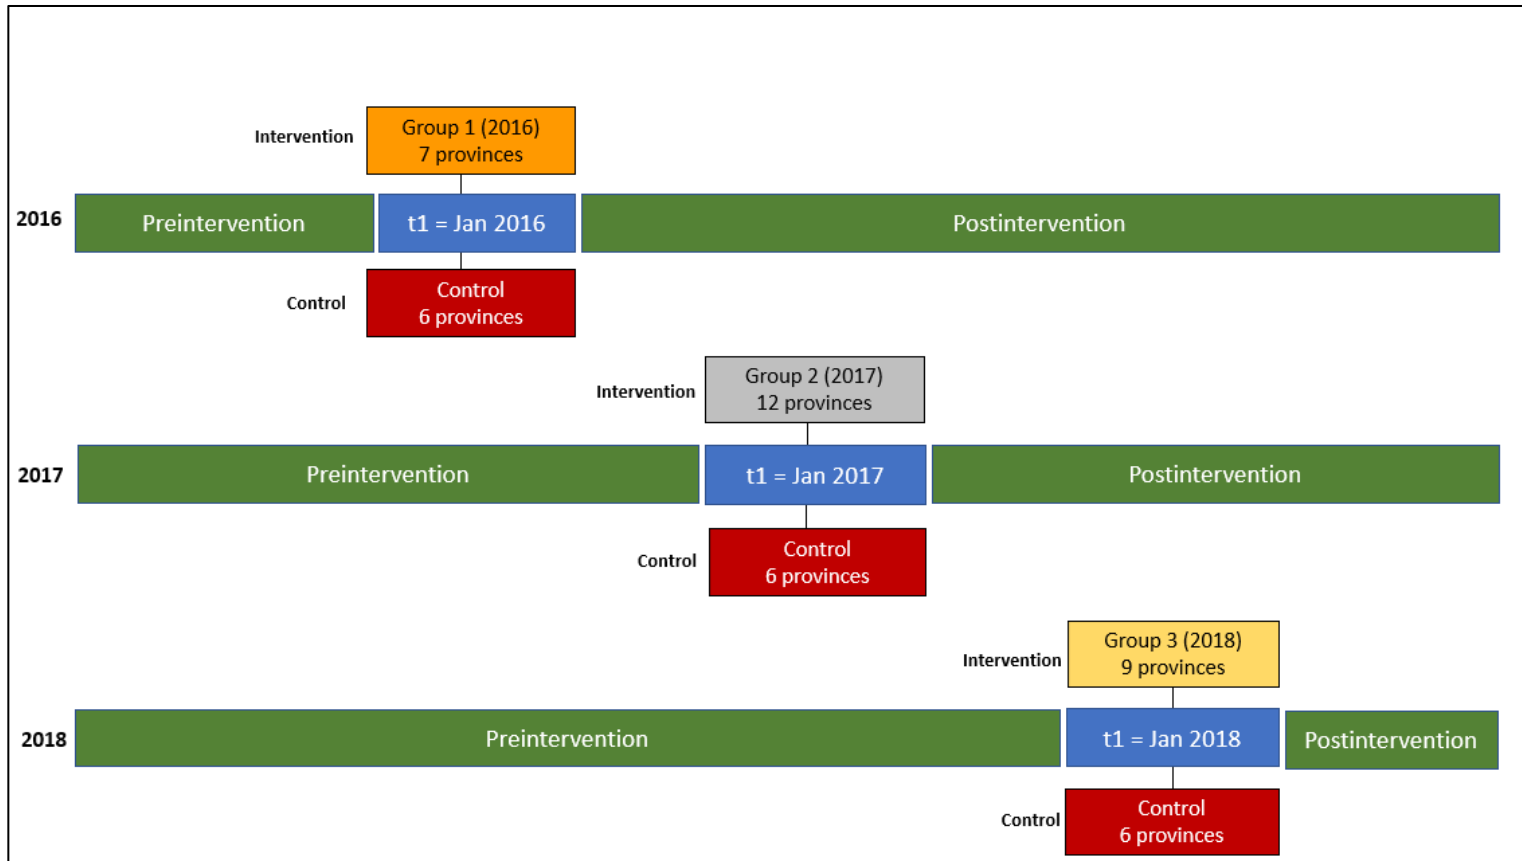 Intervention
Group 1 (2016)
7 provinces
2016
Preintervention
t1 = Jan 2016
Postintervention
Control
Control
6 provinces
Intervention
Group 2 (2017)
12 provinces
2017
Preintervention
t1 = Jan 2017
Postintervention
Control
Control
6 provinces
Intervention
Group 3 (2018)
9 provinces
2018
Preintervention
t1 = Jan 2018
Postintervention
Control
Control
6 provinces